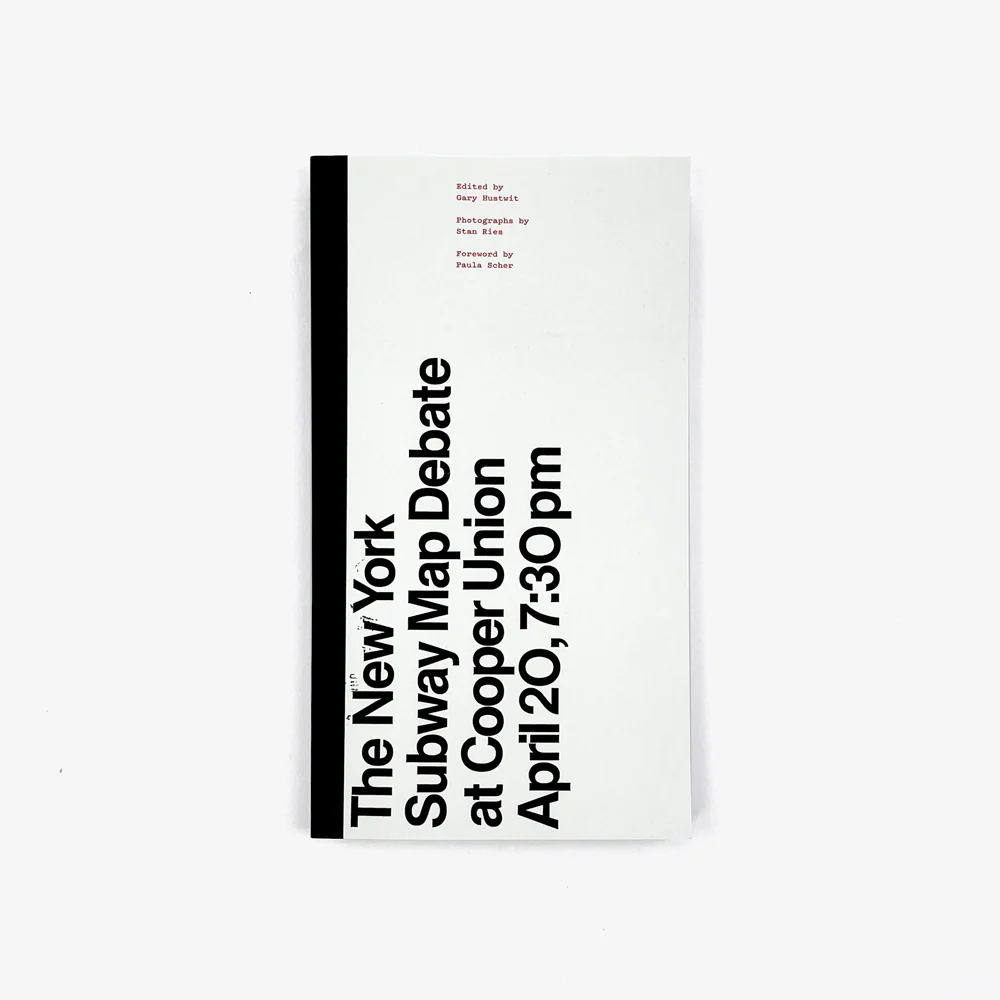 Edited by
Gary Hustwit
Photographs by
Stan Ries
Foreword by
Paula Scher
The New York
Subway Map Debate
at Cooper Union
April 20, 7:30 pm